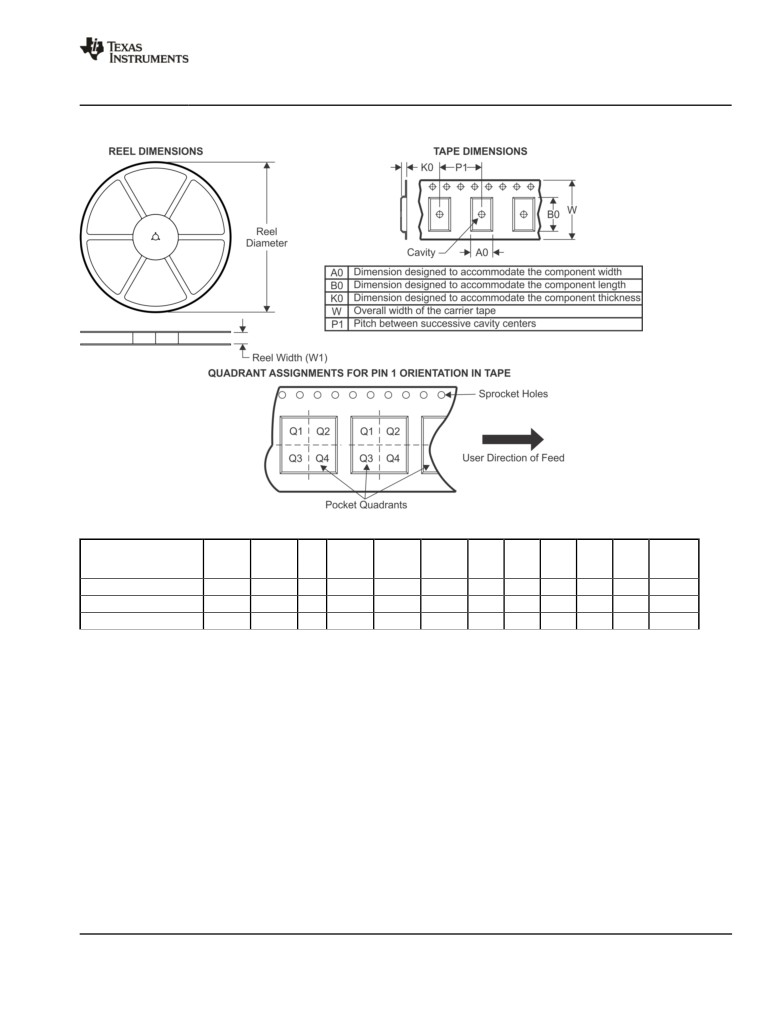 TEXAS
INSTRUMENTS
REEL DIMENSIONS
Reel
Diameter
Reel Width (W1)
TAPE DIMENSIONS
K0
P1
B0
W
Cavity
A0
A0 Dimension designed to accommodate the component width
B0 Dimension designed to accommodate the component length
K0 Dimension designed to accommodate the component thickness
W Overall width of the carrier tape
P1 Pitch between successive cavity centers
QUADRANT ASSIGNMENTS FOR PIN 1 ORIENTATION IN TAPE
Sprocket Holes
Q1 Q2 Q1 Q2
Q3 Q4 Q3 Q4
User Direction of Feed
Pocket Quadrants